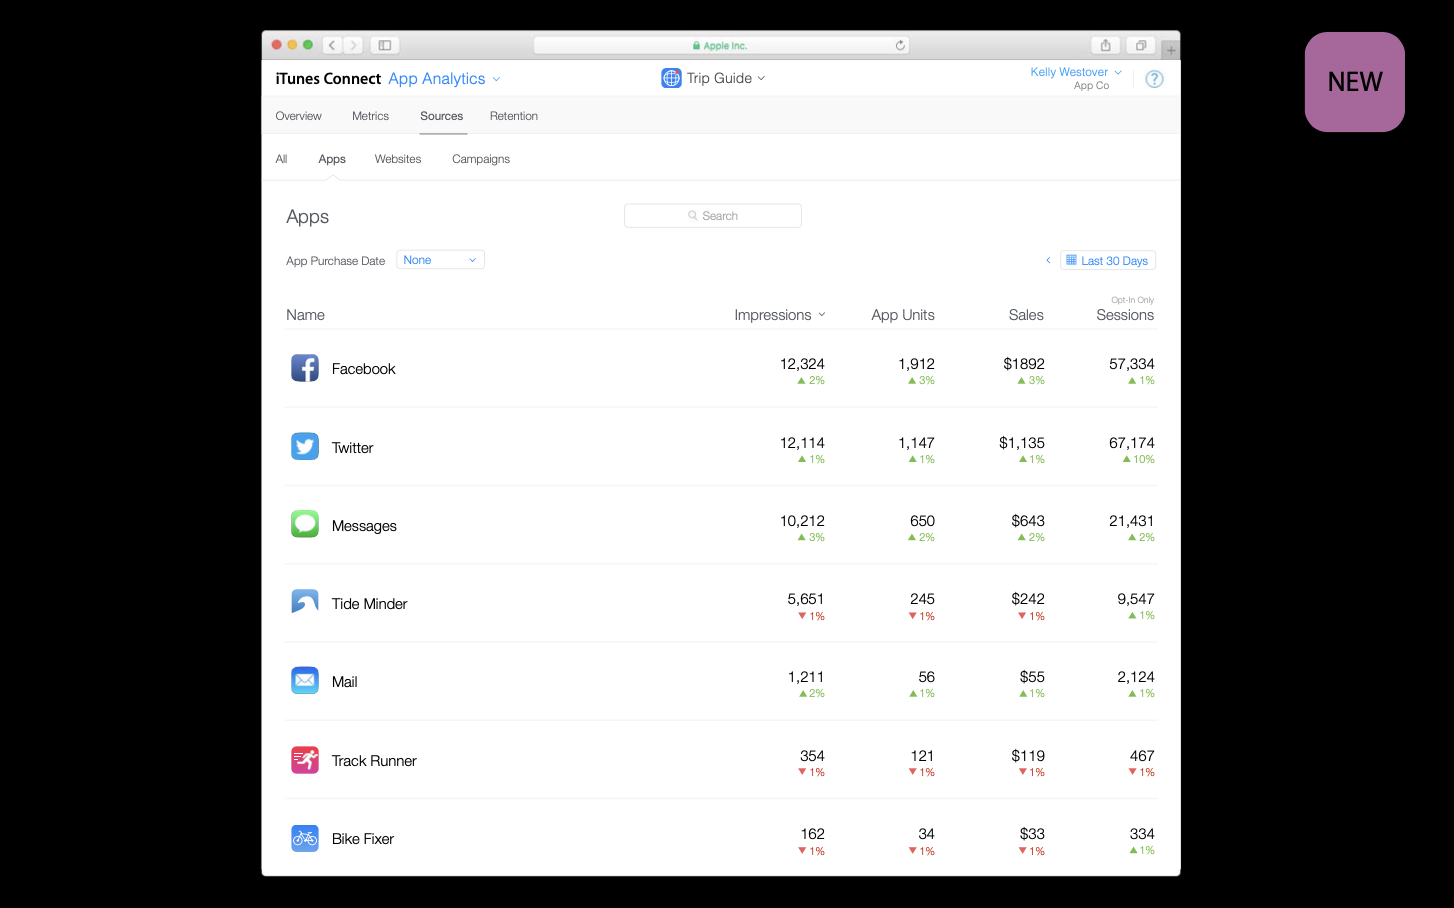 Apple Inc.
NEW
iTunes Connect App Analytics
Trip Guide
Kelly Westover
App Co
?
Overview Metrics Sources Retention
All Apps Websites Campaigns
Apps
Search
App Purchase Date None
Last 30 Days
Opt-In Only
Name Impressions App Units Sales Sessions
Facebook 12,324 1,912 $1892 57,334
2% 3% 3% 1%
Twitter 12,114 1,147 $1,135 67,174
1% 1% 1% 10%
Messages 10,212 650 $643 21,431
3% 2% 2% 2%
Tide Minder 5,651 245 $242 9,547
1% 1% 1% 1%
Mail 1,211 56 $55 2,124
2% 1% 1% 1%
Track Runner 354 121 $119 467
1% 1% 1% 1%
Bike Fixer 162 34 $33 334
1% 1% 1% 1%